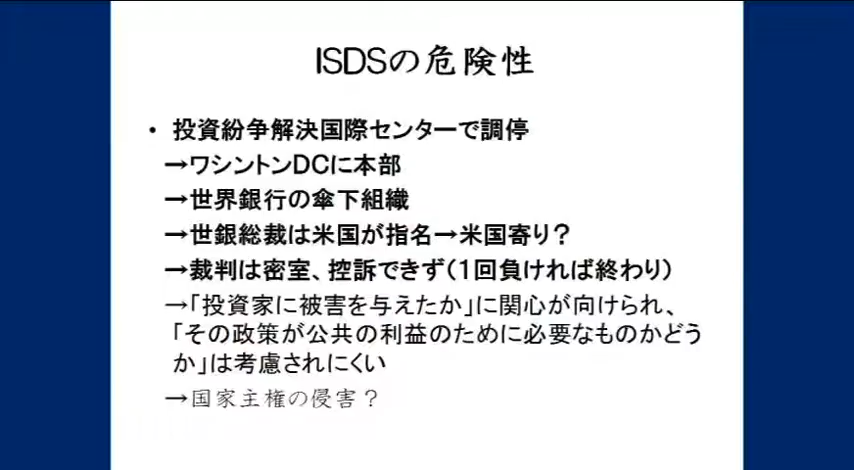 ISDSの危険性
・ 投資紛争解決国際センターで調停
→ワシントンDCに本部
→世界銀行の傘下組織
→世銀総裁は米国が指名→米国寄り？
→裁判は密室、控訴できず（1回負ければ終わり）
→「投資家に被害を与えたか」に関心が向けられ、
「その政策が公共の利益のために必要なものかどう
か」は考慮されにくい
→国家主権の侵害？